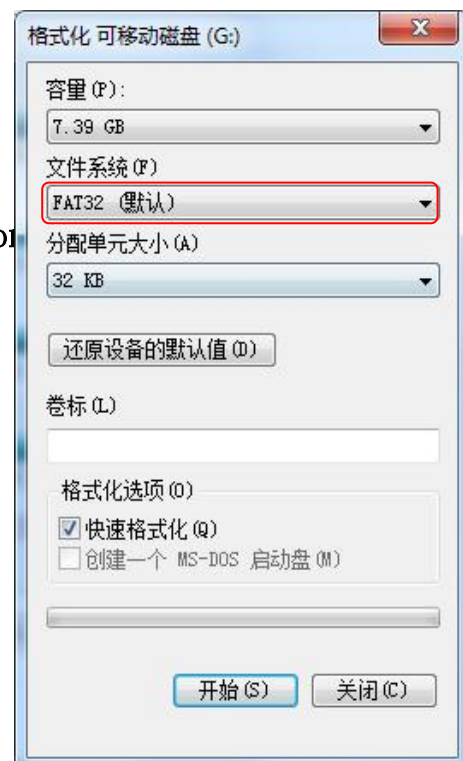 格式化 可移动磁盘 (G:)
容量(P):
7.39 GB
文件系统(F)
FAT32 (默认)
分配单元大小(A)
32 KB
还原设备的默认值(D)
卷标(L)
格式化选项(O)
快速格式化(Q)
创建一个 MS-DOS 启动盘(M)
开始(S) 关闭(C)